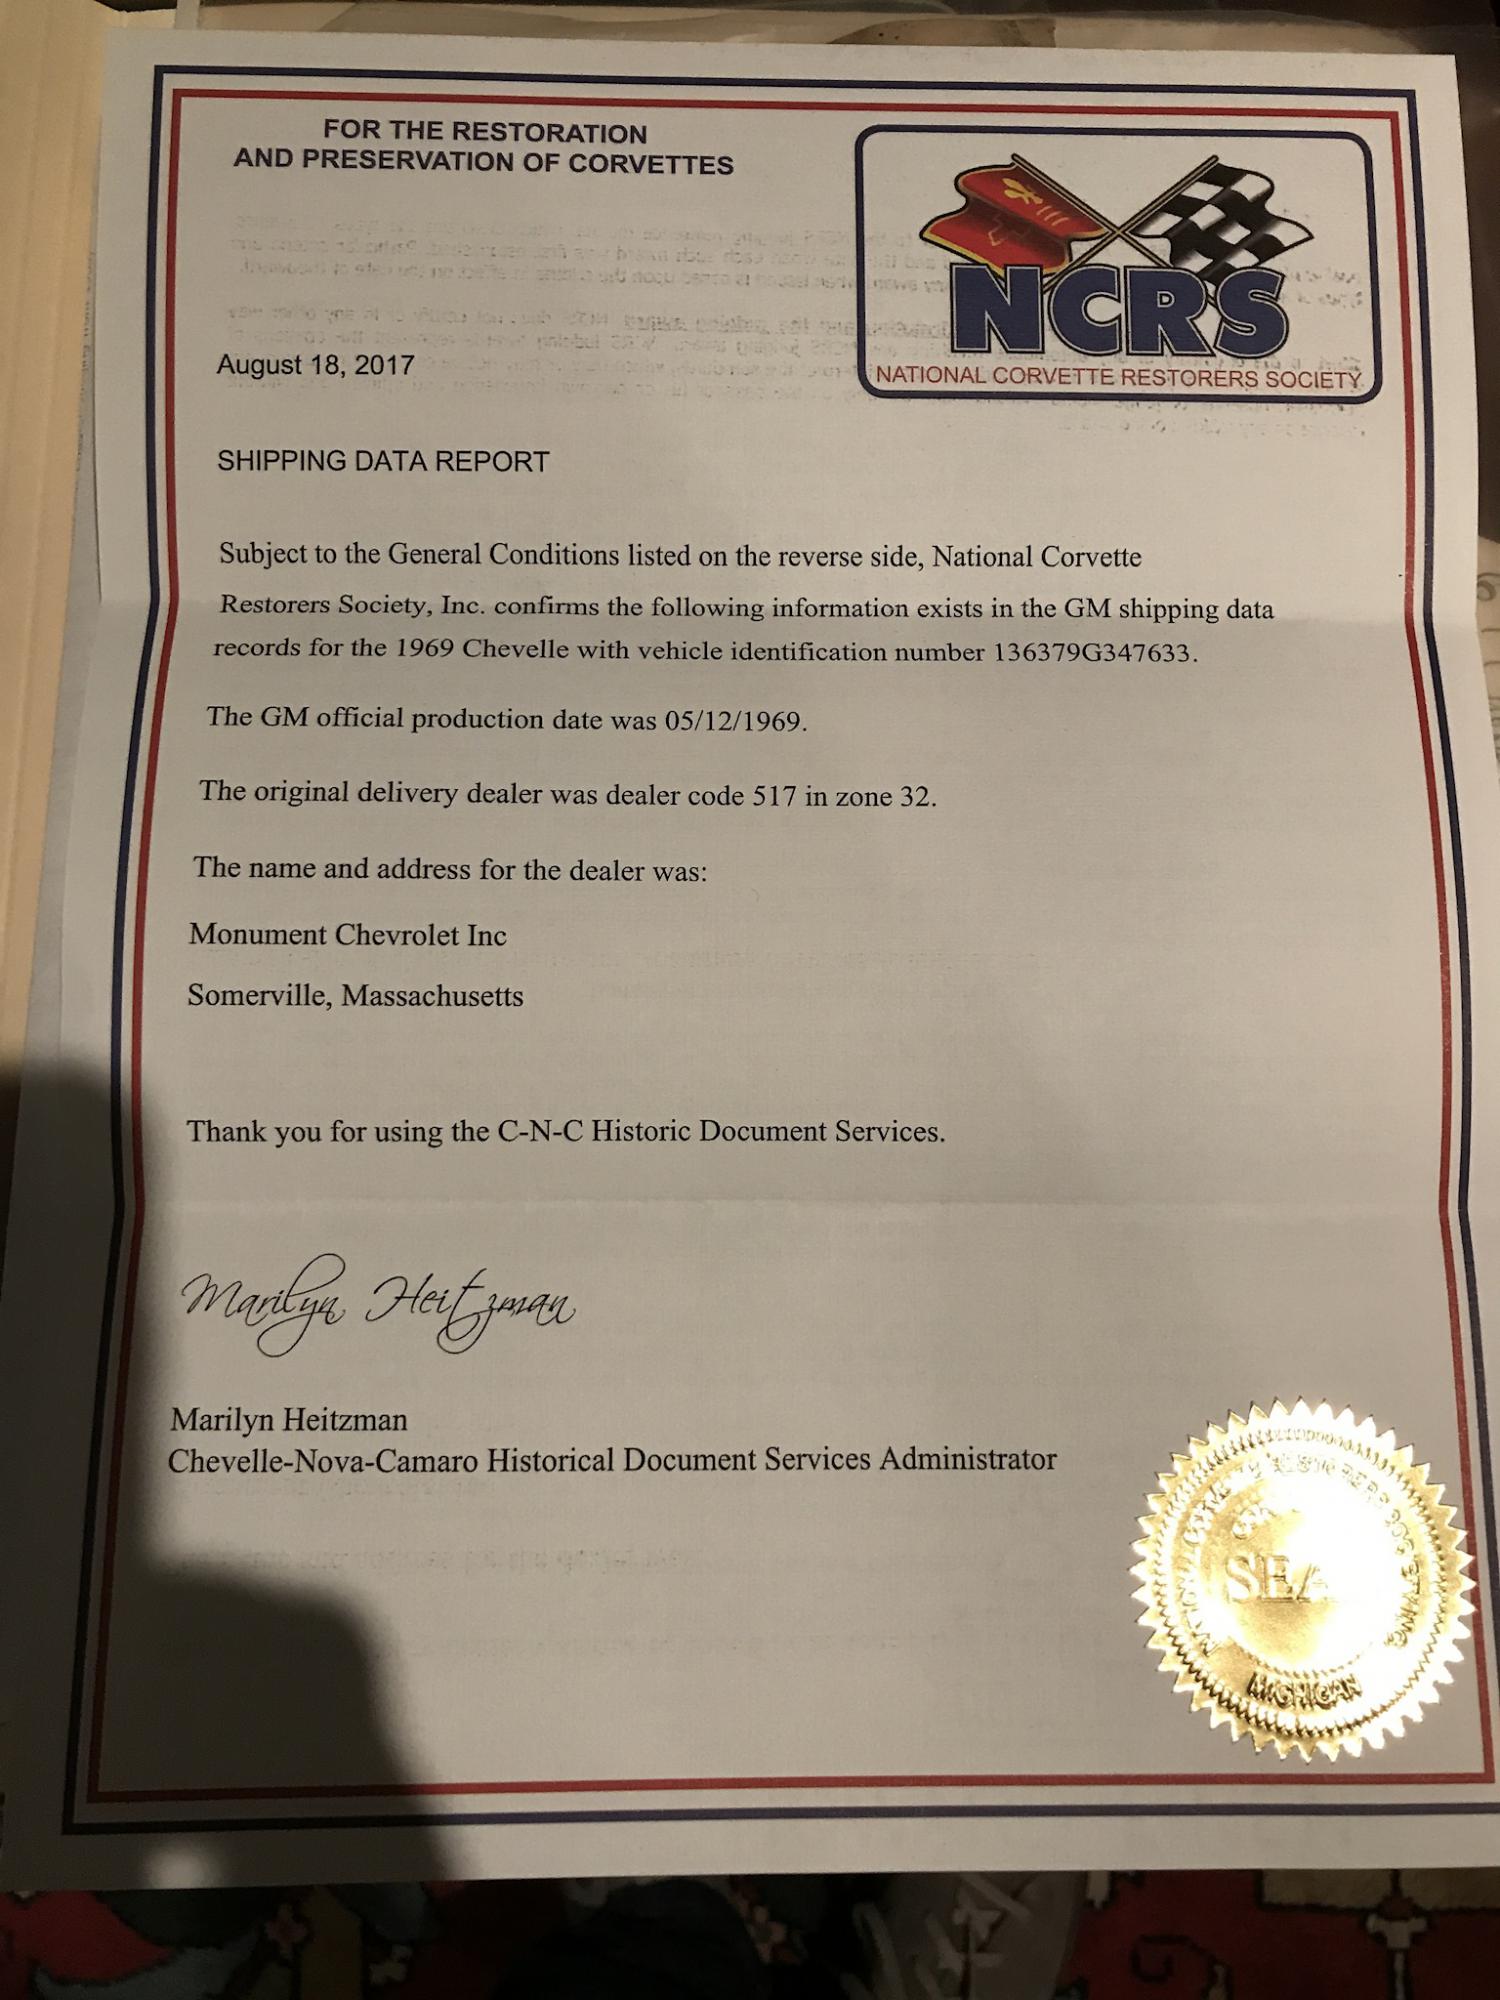 FOR THE RESTORATION
AND PRESERVATION OF CORVETTES
NCRS
NATIONAL CORVETTE RESTORERS SOCIETY
August 18, 2017
SHIPPING DATA REPORT
Subject to the General Conditions listed on the reverse side, National Corvette
Restorers Society, Inc. confirms the following information exists in the GM shipping data
records for the 1969 Chevelle with vehicle identification number 136379G347633.
The GM official production date was 05/12/1969.
The original delivery dealer was dealer code 517 in zone 32.
The name and address for the dealer was:
Monument Chevrolet Inc
Somerville, Massachusetts
Thank you for using the C-N-C Historic Document Services.
Marilyn Heitzman
Marilyn Heitzman
Chevelle-Nova-Camaro Historical Document Services Administrator
MICHIGAN